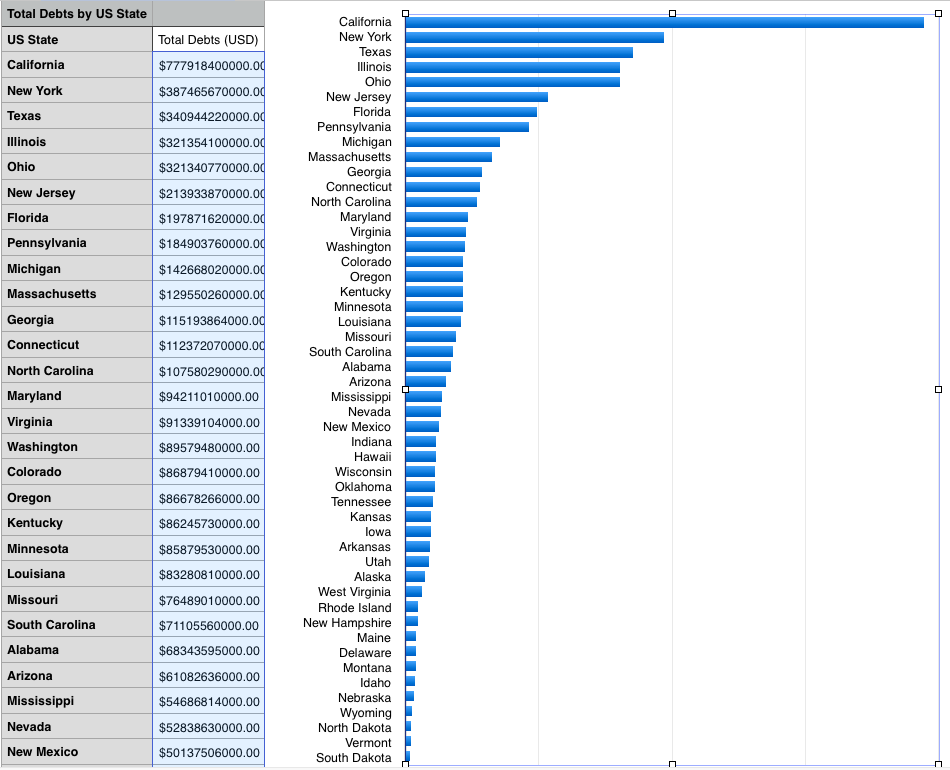 Total Debts by US State
US State Total Debts (USD)
California $777918400000.00
New York $387465670000.00
Texas $340944220000.00
Illinois $321354100000.00
Ohio $321340770000.00
New Jersey $213933870000.00
Florida $197871620000.00
Pennsylvania $184903760000.00
Michigan $142668020000.00
Massachusetts $129550260000.00
Georgia $115193864000.00
Connecticut $112372070000.00
North Carolina $107580290000.00
Maryland $94211010000.00
Virginia $91339104000.00
Washington $89579480000.00
Colorado $86879410000.00
Oregon $86678266000.00
Kentucky $86245730000.00
Minnesota $85879530000.00
Louisiana $83280810000.00
Missouri $76489010000.00
South Carolina $71105560000.00
Alabama $68343595000.00
Arizona $61082636000.00
Mississippi $54686814000.00
Nevada $52838630000.00
New Mexico $50137506000.00
California
New York
Texas
Illinois
Ohio
New Jersey
Florida
Pennsylvania
Michigan
Massachusetts
Georgia
Connecticut
North Carolina
Maryland
Virginia
Washington
Colorado
Oregon
Kentucky
Minnesota
Louisiana
Missouri
South Carolina
Alabama
Arizona
Mississippi
Nevada
New Mexico
Indiana
Hawaii
Wisconsin
Oklahoma
Tennessee
Kansas
Iowa
Arkansas
Utah
Alaska
West Virginia
Rhode Island
New Hampshire
Maine
Delaware
Montana
Idaho
Nebraska
Wyoming
North Dakota
Vermont
South Dakota